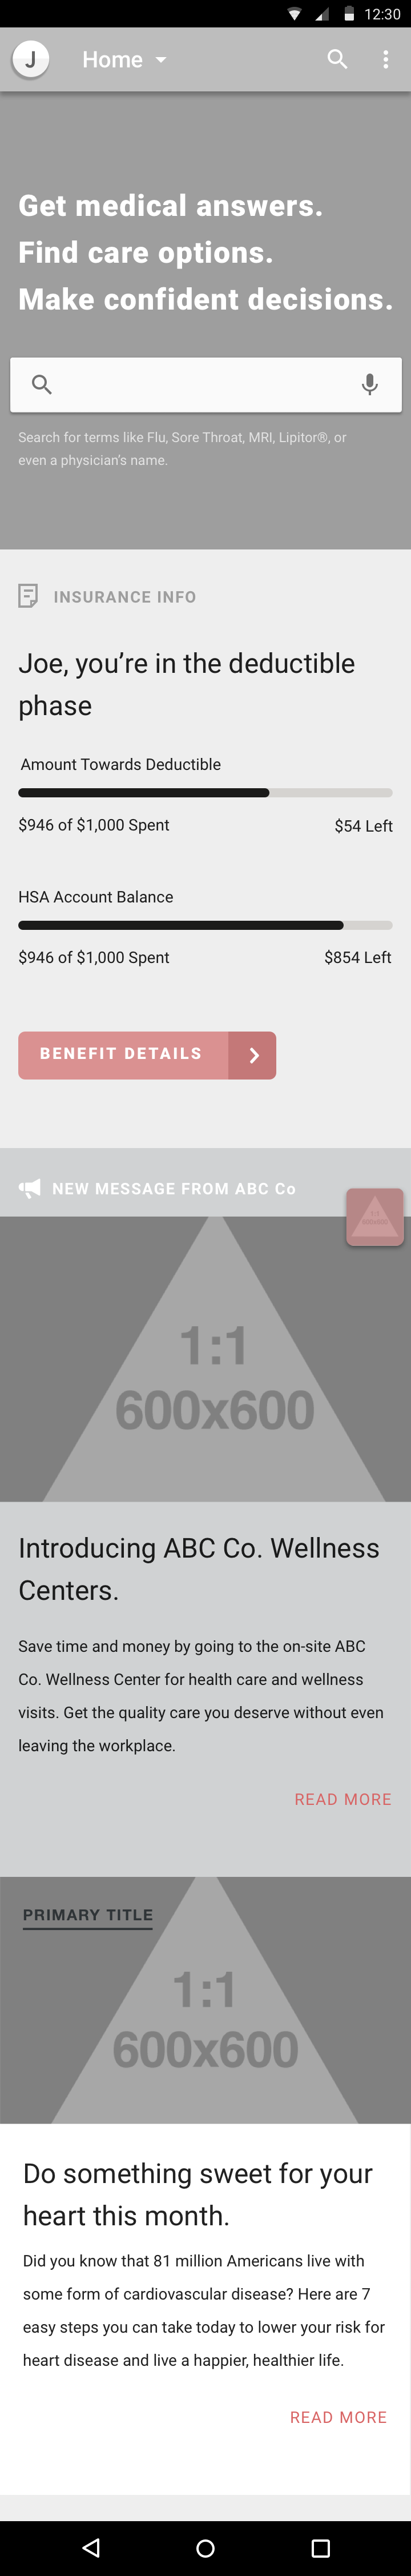 12:30
J Home
Get medical answers.
Find care options.
Make confident decisions.
Search for terms like Flu, Sore Throat, MRI, Lipitor®, or
even a physician's name.
INSURANCE INFO
Joe, you're in the deductible
phase
Amount Towards Deductible
$946 of $1,000 Spent $54 Left
HSA Account Balance
$946 of $1,000 Spent $854 Left
BENEFIT DETAILS
NEW MESSAGE FROM ABC Co
1:1
600x600
1:1
600x600
Introducing ABC Co. Wellness
Centers.
Save time and money by going to the on-site ABC
Co. Wellness Center for health care and wellness
visits. Get the quality care you deserve without even
leaving the workplace.
READ MORE
PRIMARY TITLE
1:1
600x600
Do something sweet for your
heart this month.
Did you know that 81 million Americans live with
some form of cardiovascular disease? Here are 7
easy steps you can take today to lower your risk for
heart disease and live a happier, healthier life.
READ MORE